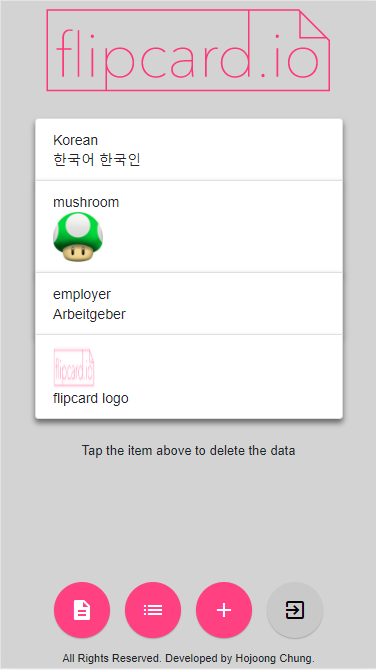 flipcard.io
Korean
한국어 한국인
mushroom
employer
Arbeitgeber
flipcard.io
flipcard logo
Tap the item above to delete the data
All Rights Reserved. Developed by Hojoong Chung.